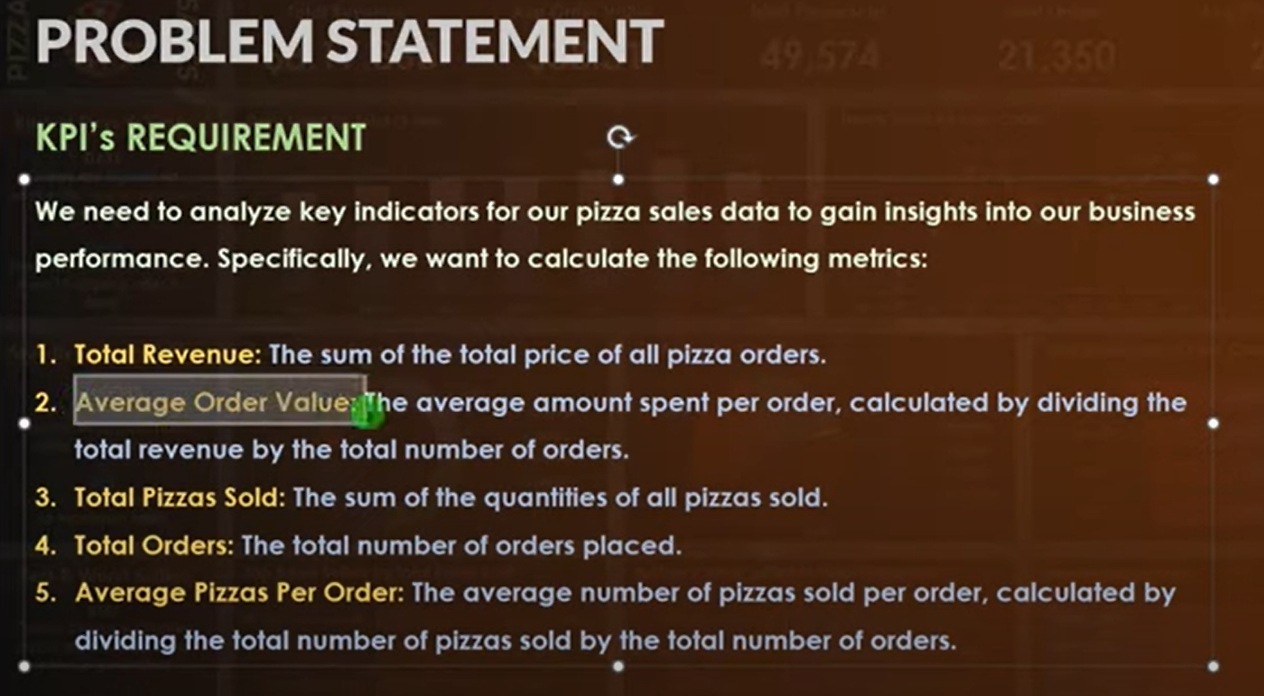 PIZZA
49,574
21,350
PROBLEM STATEMENT
KPI's REQUIREMENT
We need to analyze key indicators for our pizza sales data to gain insights into our business
performance. Specifically, we want to calculate the following metrics:
1. Total Revenue: The sum of the total price of all pizza orders.
2. Average Order Value: The average amount spent per order, calculated by dividing the
total revenue by the total number of orders.
3. Total Pizzas Sold: The sum of the quantities of all pizzas sold.
4. Total Orders: The total number of orders placed.
5. Average Pizzas Per Order: The average number of pizzas sold per order, calculated by
dividing the total number of pizzas sold by the total number of orders.